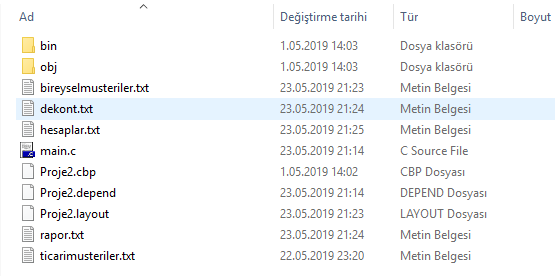 Ad Değiştirme tarihi Tür Boyut
bin 1.05.2019 14:03 Dosya klasörü
obj 1.05.2019 14:03 Dosya klasörü
bireyselmusteriler.txt 23.05.2019 21:23 Metin Belgesi
dekont.txt 23.05.2019 21:24 Metin Belgesi
hesaplar.txt 23.05.2019 21:25 Metin Belgesi
main.c 23.05.2019 21:14 C Source File
Proje2.cbp 1.05.2019 14:02 CBP Dosyası
Proje2.depend 23.05.2019 21:14 DEPEND Dosyası
Proje2.layout 23.05.2019 21:23 LAYOUT Dosyası
rapor.txt 23.05.2019 21:24 Metin Belgesi
ticarimusteriler.txt 22.05.2019 23:20 Metin Belgesi